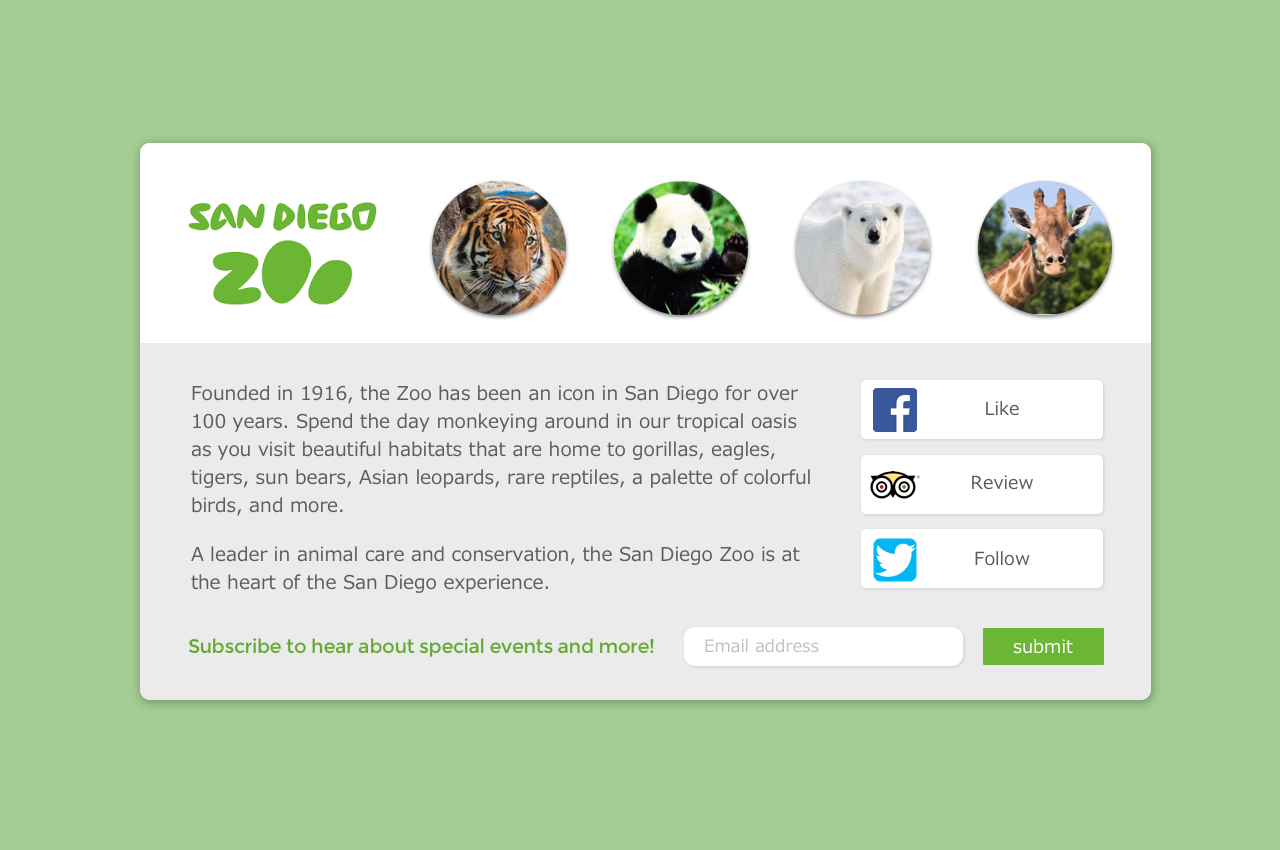 SAN DIEGO
ZOO
Founded in 1916, the Zoo has been an icon in San Diego for over
100 years. Spend the day monkeying around in our tropical oasis
as you visit beautiful habitats that are home to gorillas, eagles,
tigers, sun bears, Asian leopards, rare reptiles, a palette of colorful
birds, and more.
A leader in animal care and conservation, the San Diego Zoo is at
the heart of the San Diego experience.
Like
Review
Follow
Subscribe to hear about special events and more!
Email address
submit